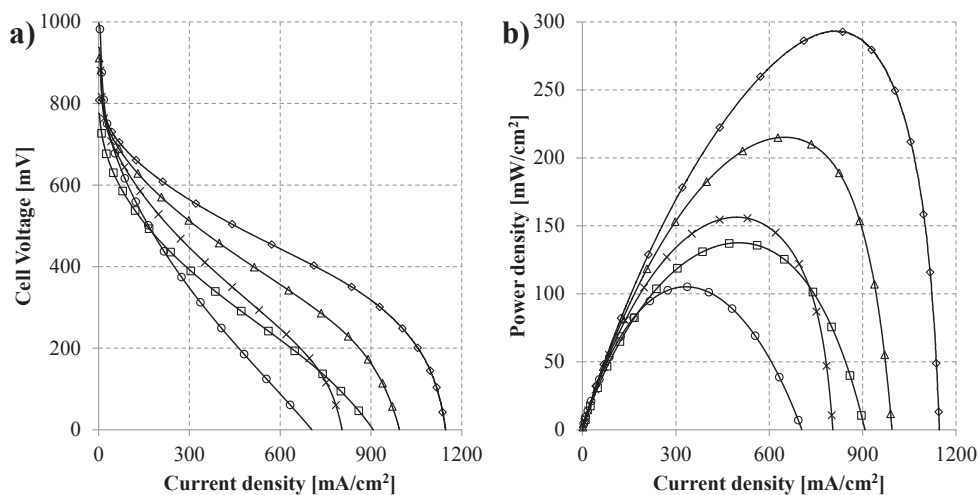 a)
1000
800
600
400
200
0
Cell Voltage [mV]
0 300 600 900 1200
Current density [mA/cm²]
b)
300
250
200
150
100
50
0
Power density [mW/cm²]
0 300 600 900 1200
Current density [mA/cm²]